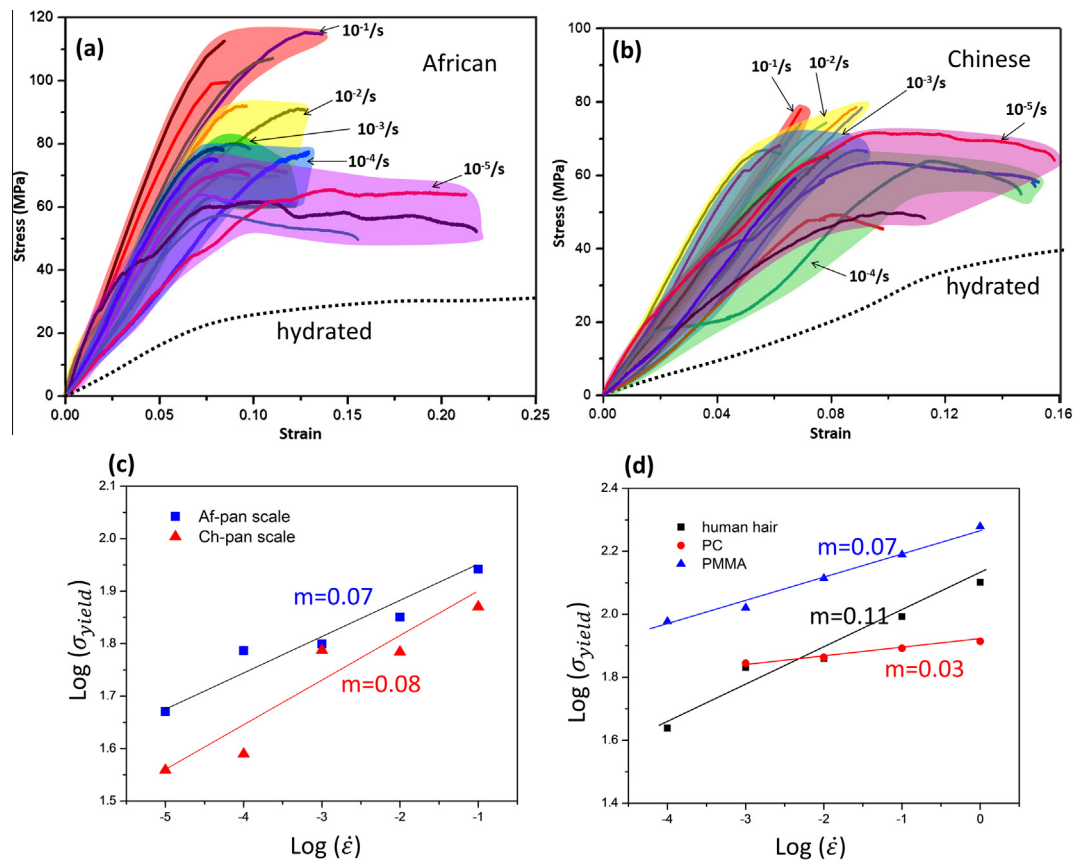 (a)
10⁻¹/s
African
10⁻²/s
10⁻³/s
10⁻⁴/s
10⁻⁵/s
hydrated
Stress (MPa)
120
100
80
60
40
20
0
0.00 0.05 0.10 0.15 0.20 0.25
Strain
(b)
10⁻¹/s
10⁻²/s
10⁻³/s
Chinese
10⁻⁵/s
10⁻⁴/s
hydrated
Stress (MPa)
100
80
60
40
20
0
0.00 0.04 0.08 0.12 0.16
Strain
(c)
Af-pan scale
Ch-pan scale
m=0.07
m=0.08
Log (σyield)
2.1
2.0
1.9
1.8
1.7
1.6
1.5
-5 -4 -3 -2 -1
Log (ε̇)
(d)
human hair
PC
PMMA
m=0.07
m=0.11
m=0.03
Log (σyield)
2.4
2.2
2.0
1.8
1.6
1.4
-4 -3 -2 -1 0
Log (ε̇)